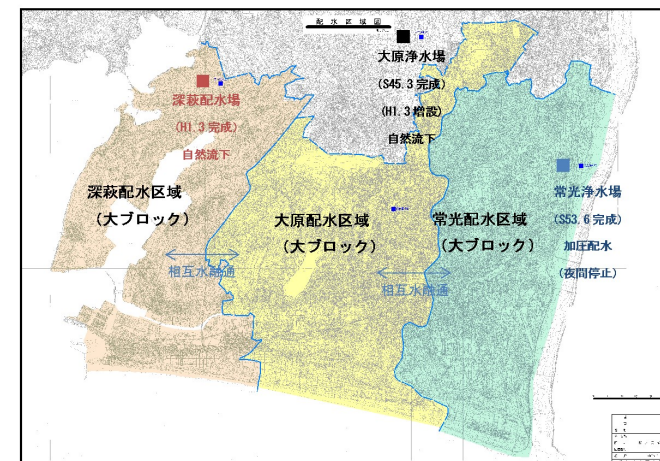 配水区域図
大原浄水場
(S45.3 完成)
(H1.3 増設)
自然流下
深萩配水場
(H1.3 完成)
自然流下
深萩配水区域
(大ブロック)
大原配水区域
(大ブロック)
常光配水区域
(大ブロック)
常光浄水場
(S53.6 完成)
加圧配水
(夜間停止)
相互水融通
相互水融通